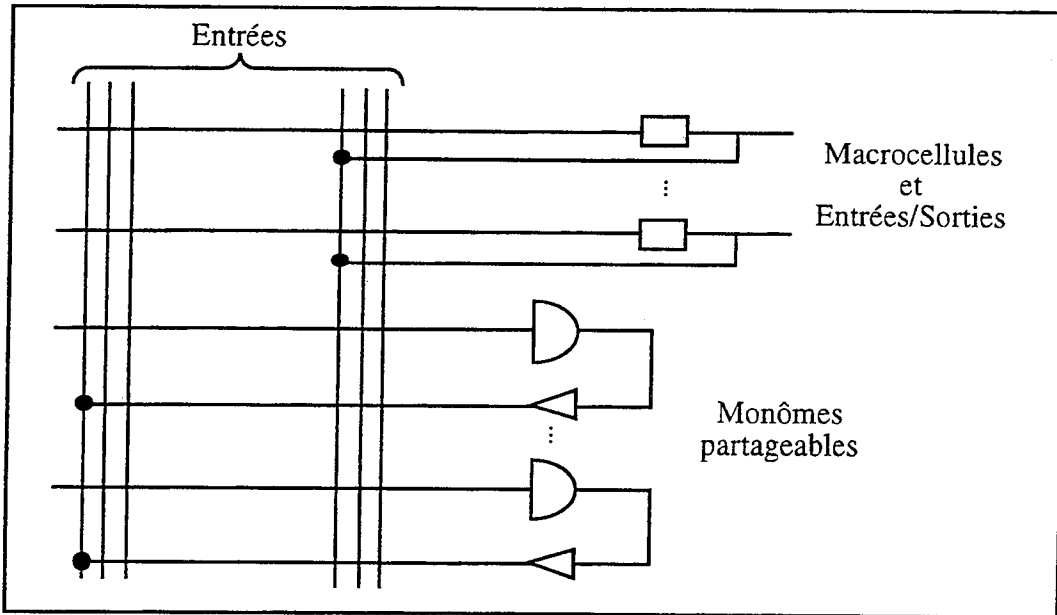 Entrées
Macrocellules
et
Entrées/Sorties
Monômes
partageables